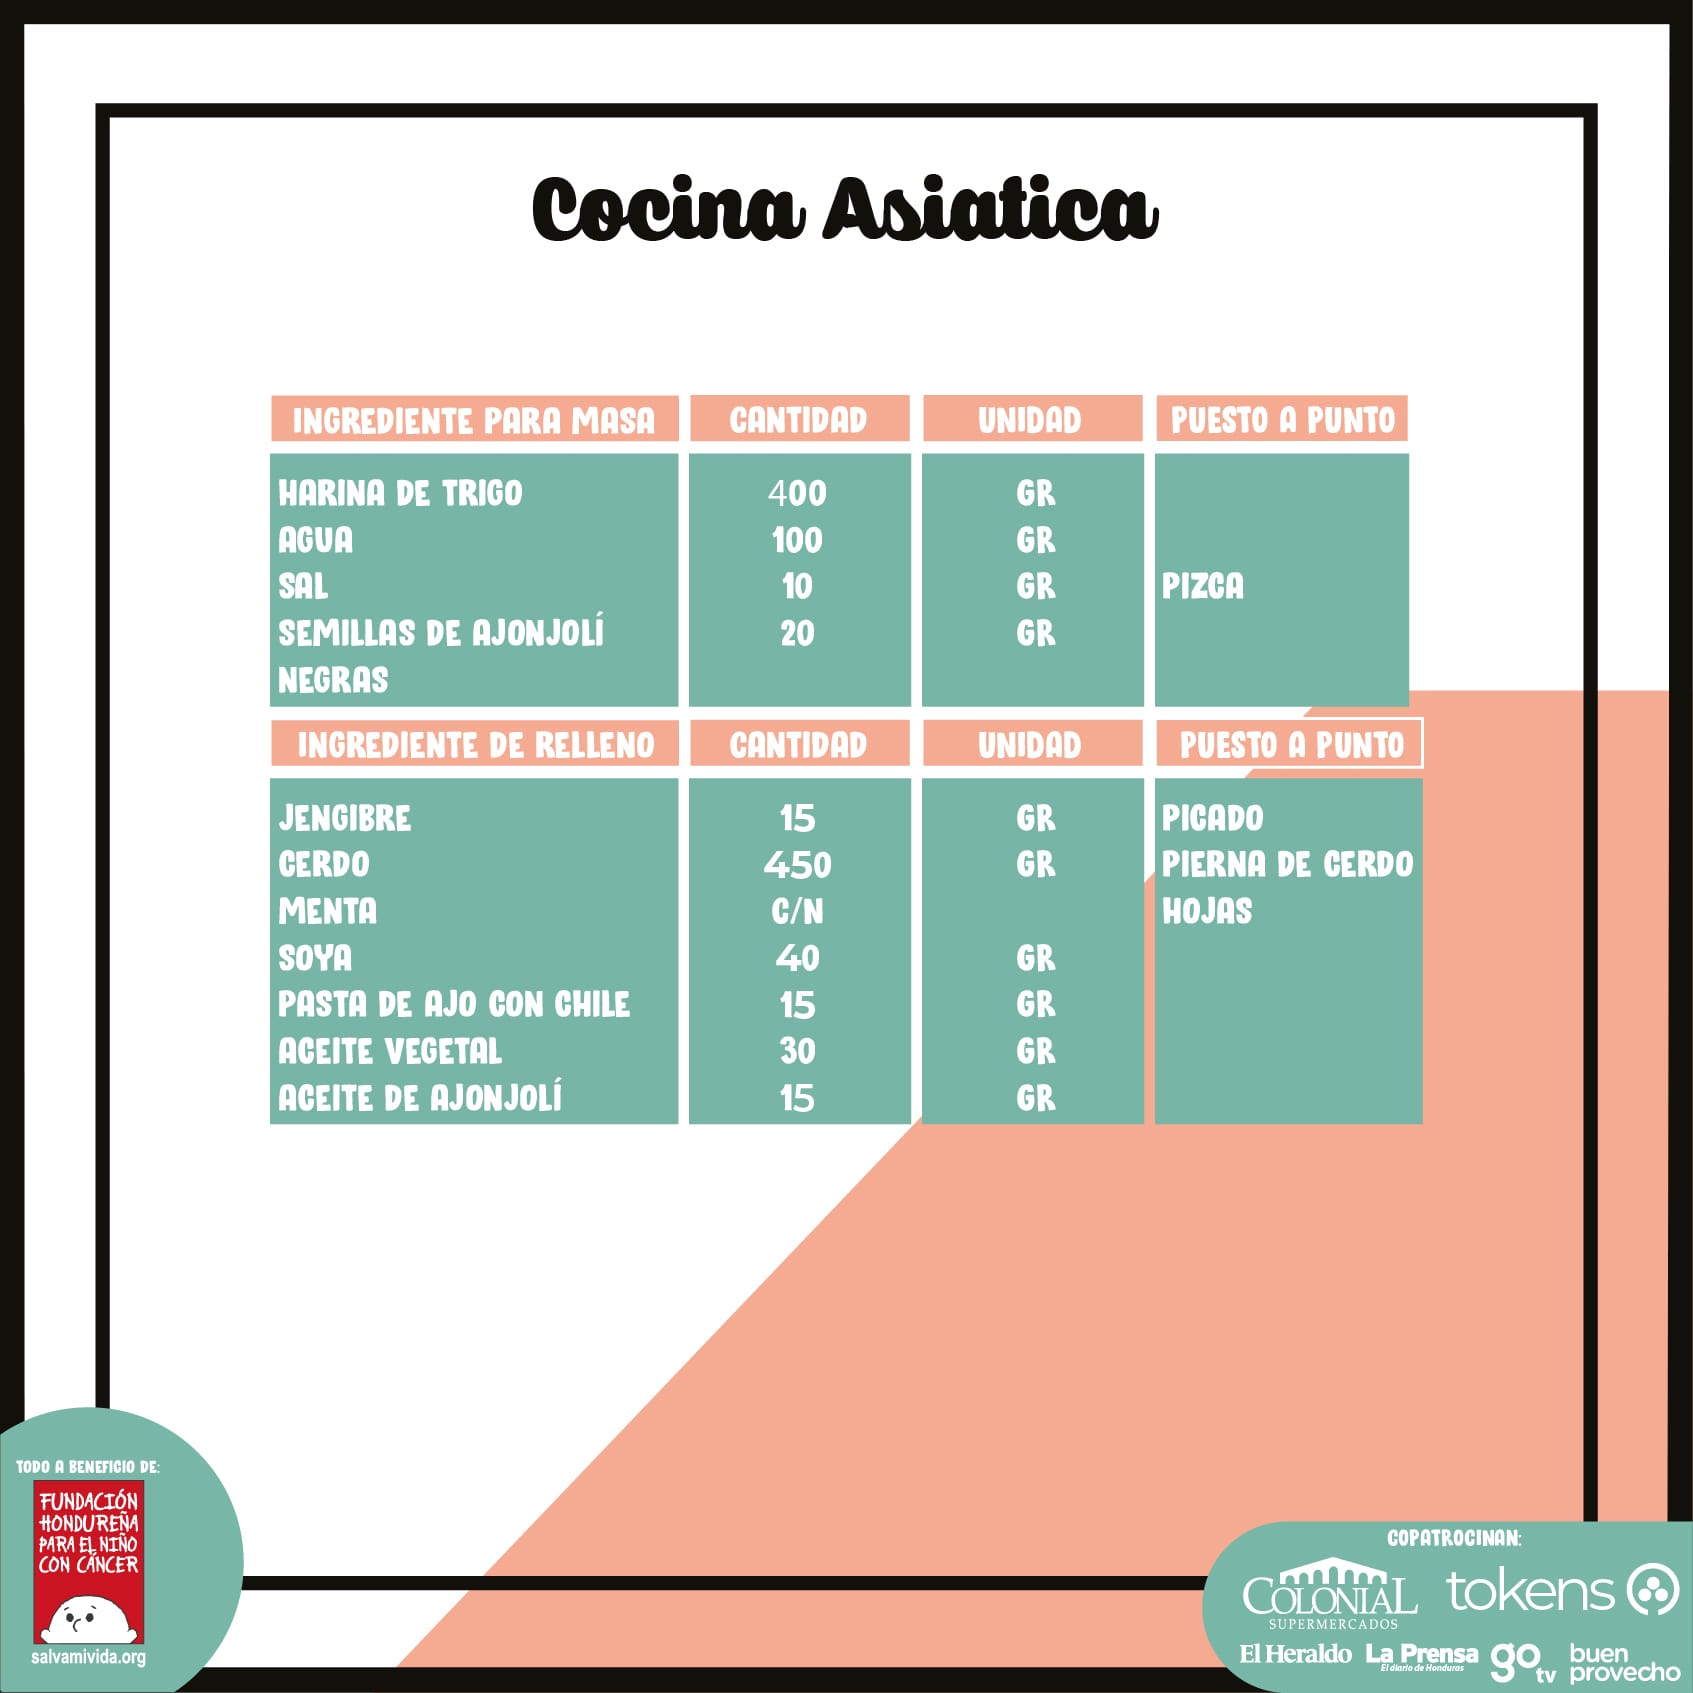 Cocina Asiatica
INGREDIENTE PARA MASA CANTIDAD UNIDAD PUESTO A PUNTO
HARINA DE TRIGO 400 GR
AGUA 100 GR
SAL 10 GR PIZCA
SEMILLAS DE AJONJOLÍ 20 GR
NEGRAS
INGREDIENTE DE RELLENO CANTIDAD UNIDAD PUESTO A PUNTO
JENGIBRE 15 GR PICADO
CERDO 450 GR PIERNA DE CERDO
MENTA C/N HOJAS
SOYA 40 GR
PASTA DE AJO CON CHILE 15 GR
ACEITE VEGETAL 30 GR
ACEITE DE AJONJOLÍ 15 GR
TODO A BENEFICIO DE:
FUNDACIÓN
HONDUREÑA
PARA EL NIÑO
CON CÁNCER
salvamivida.org
COPATROCINAN:
COLONIAL
SUPERMERCADOS
tokens
El Heraldo
La Prensa
El diario de Honduras
go tv
buen
provecho